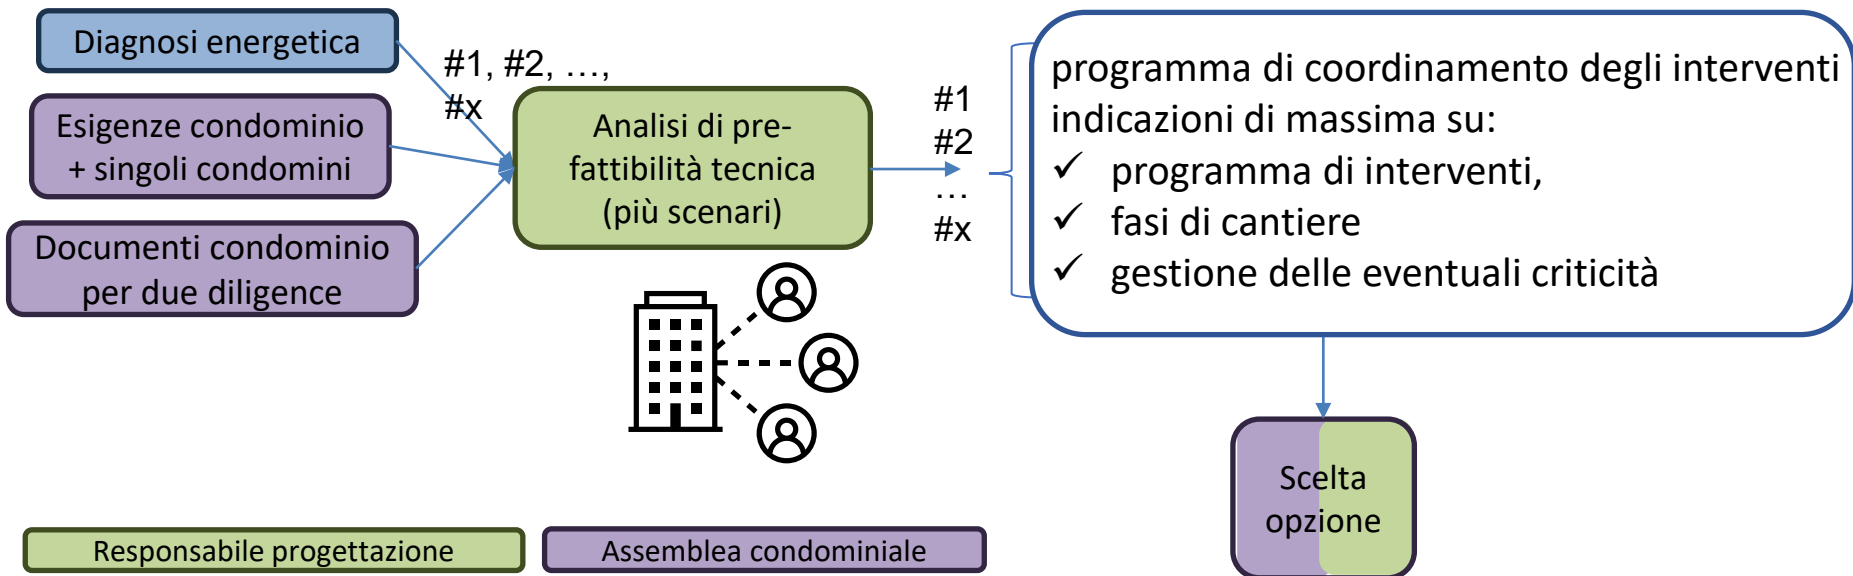 Diagnosi energetica
Esigenze condominio
+ singoli condomini
Documenti condominio
per due diligence
#1, #2, …,
#x
Analisi di pre-
fattibilità tecnica
(più scenari)
#1
#2
…
#x
programma di coordinamento degli interventi
indicazioni di massima su:
✓ programma di interventi,
✓ fasi di cantiere
✓ gestione delle eventuali criticità
Scelta
opzione
Responsabile progettazione
Assemblea condominiale